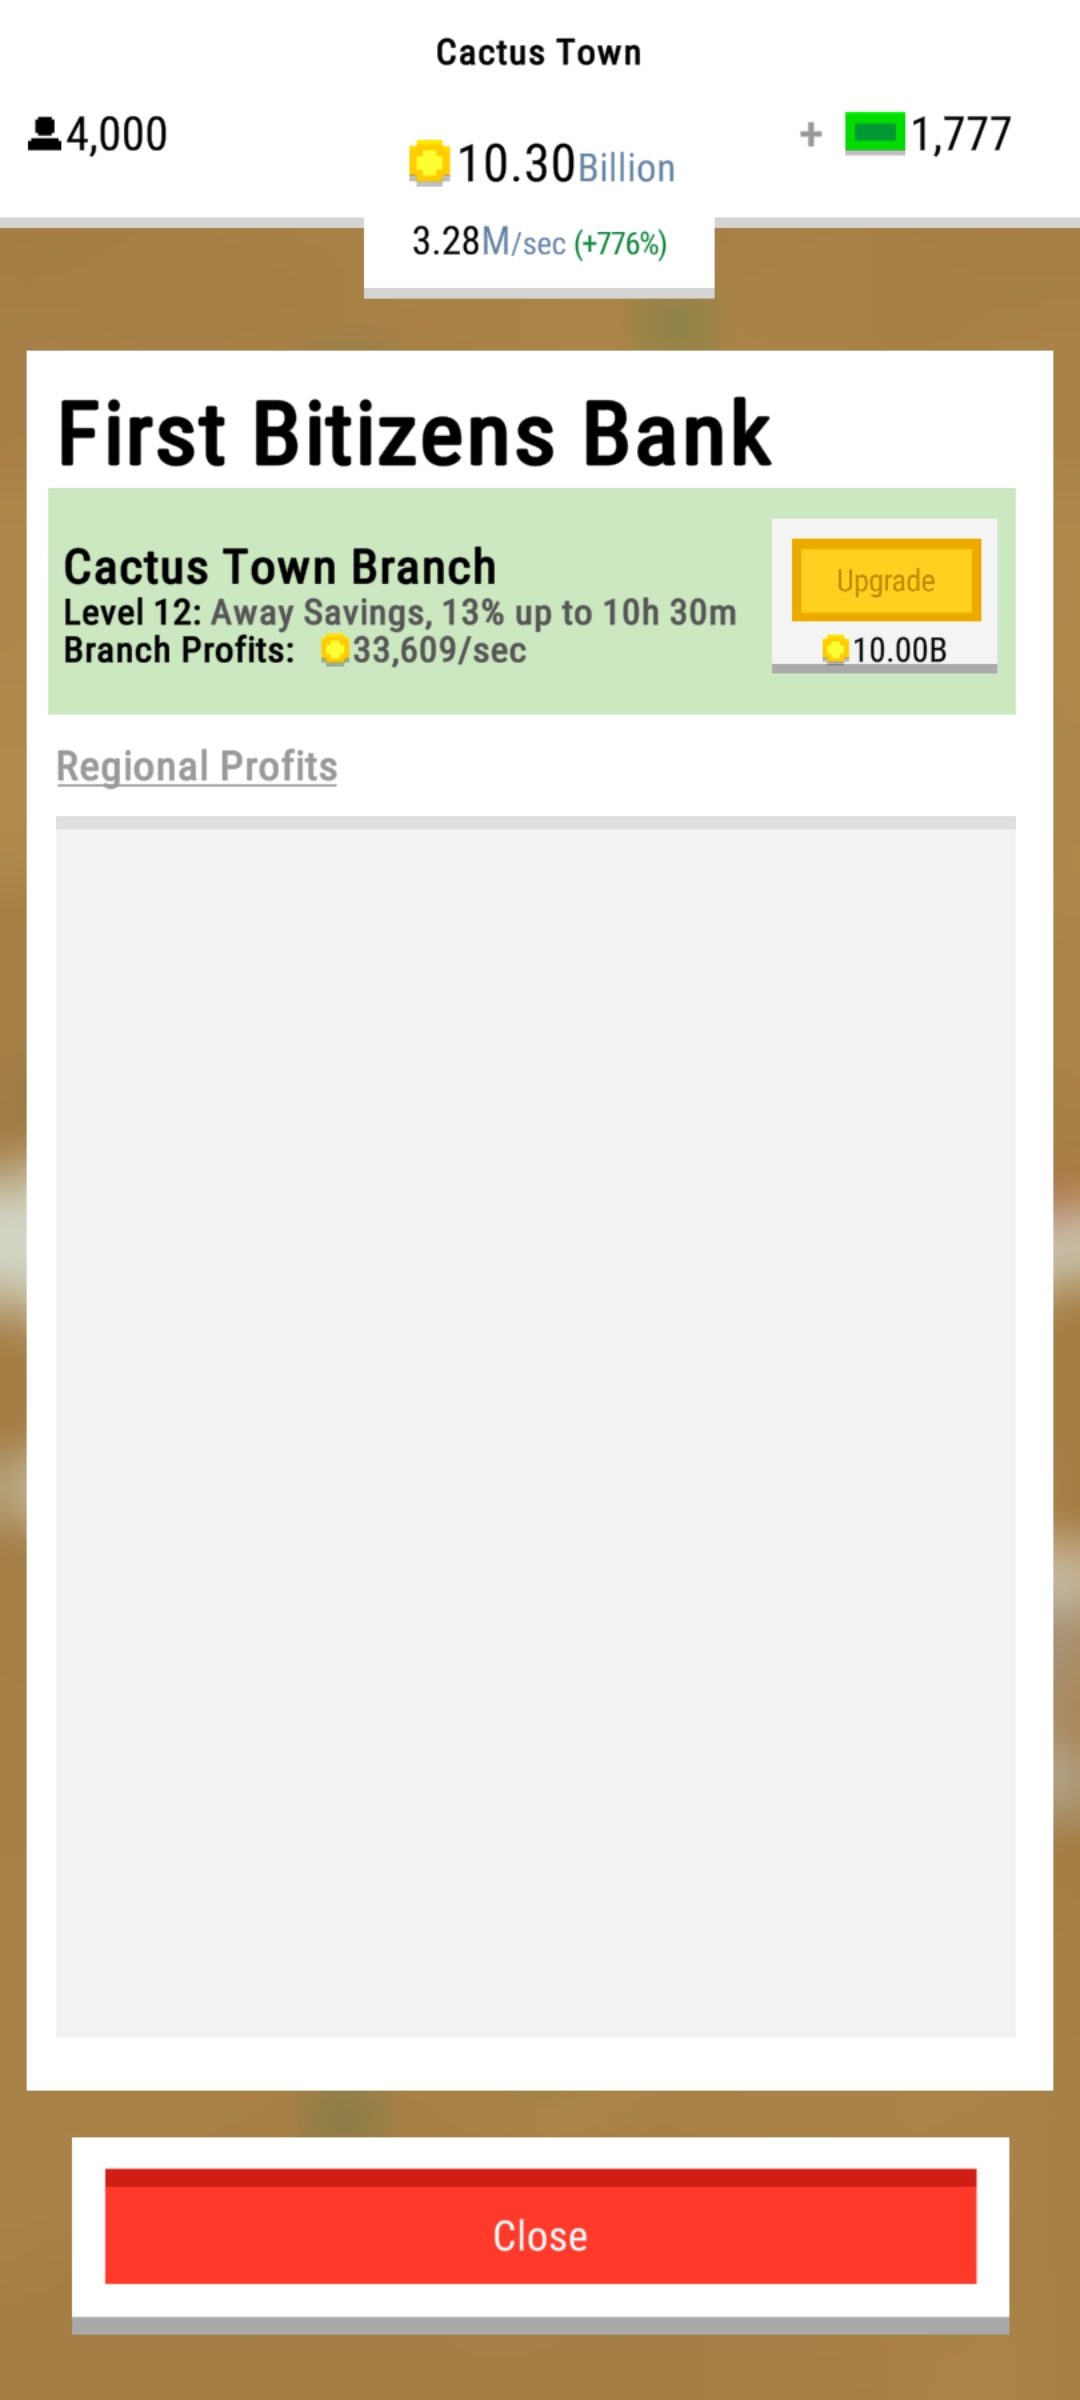 Cactus Town
4,000
+ 1,777
10.30Billion
3.28M/sec (+776%)
First Bitizens Bank
Cactus Town Branch
Level 12: Away Savings, 13% up to 10h 30m
Branch Profits: 33,609/sec
Upgrade
10.00B
Regional Profits
Close